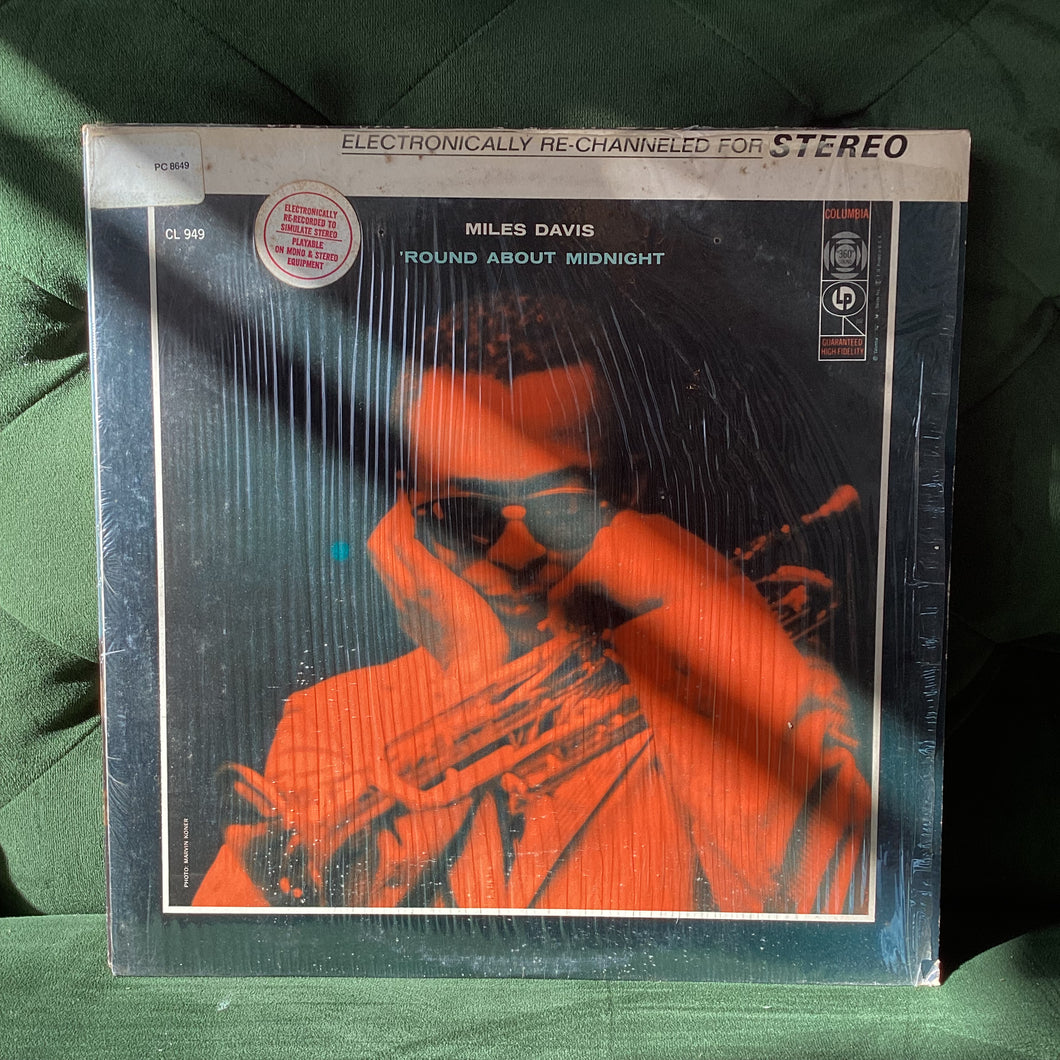 ELECTRONICALLY RE-CHANNELED FOR STEREO
PC 8649
CL 949
ELECTRONICALLY
RE-RECORDED TO
SIMULATE STEREO
PLAYABLE
ON MONO & STEREO
EQUIPMENT
MILES DAVIS
'ROUND ABOUT MIDNIGHT
COLUMBIA
360
SOUND
LP
GUARANTEED
HIGH-FIDELITY
PHOTO: MARVIN KONER